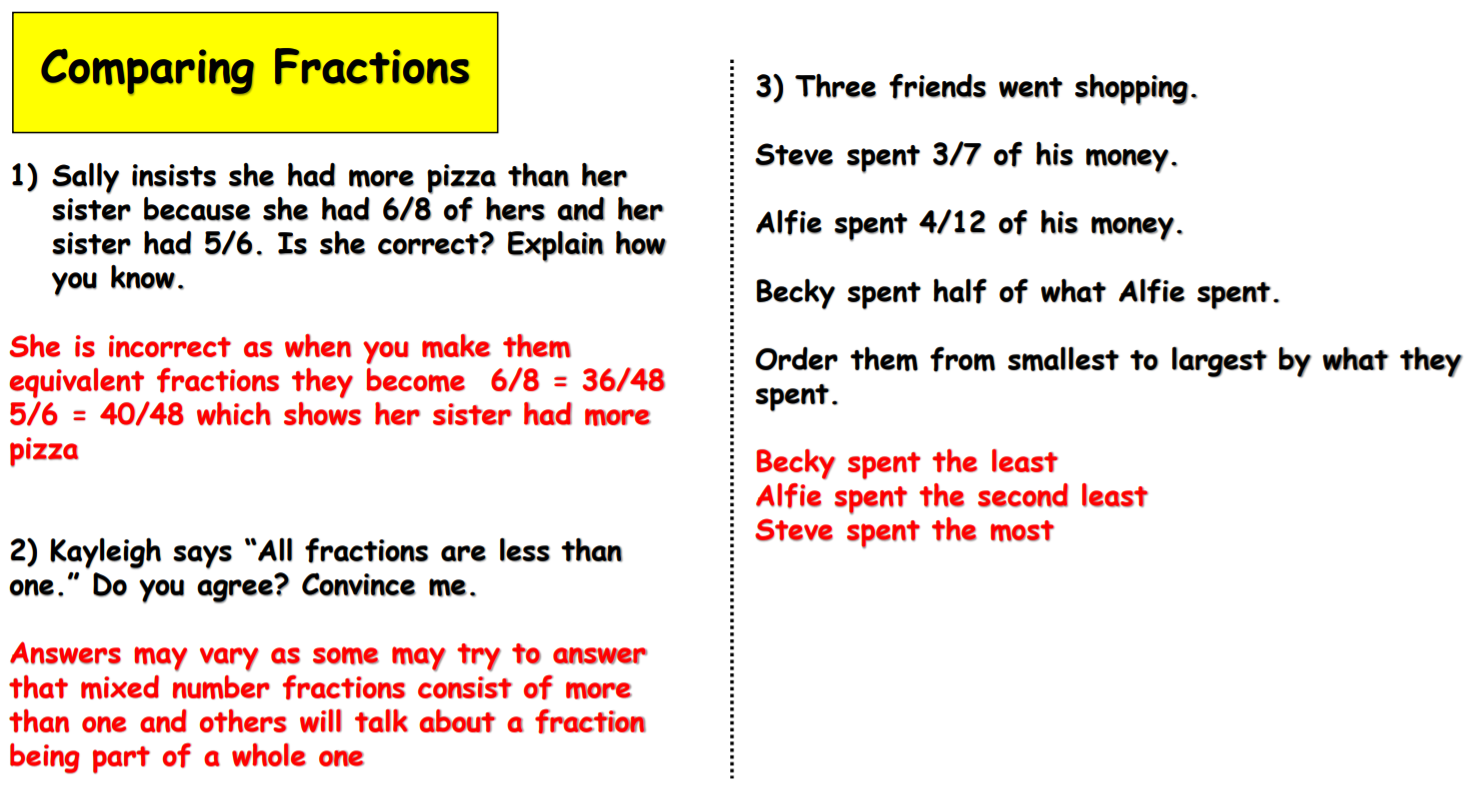 Comparing Fractions
1) Sally insists she had more pizza than her
sister because she had 6/8 of hers and her
sister had 5/6. Is she correct? Explain how
you know.
She is incorrect as when you make them
equivalent fractions they become 6/8 = 36/48
5/6 = 40/48 which shows her sister had more
pizza
2) Kayleigh says “All fractions are less than
one.” Do you agree? Convince me.
Answers may vary as some may try to answer
that mixed number fractions consist of more
than one and others will talk about a fraction
being part of a whole one
3) Three friends went shopping.
Steve spent 3/7 of his money.
Alfie spent 4/12 of his money.
Becky spent half of what Alfie spent.
Order them from smallest to largest by what they
spent.
Becky spent the least
Alfie spent the second least
Steve spent the most